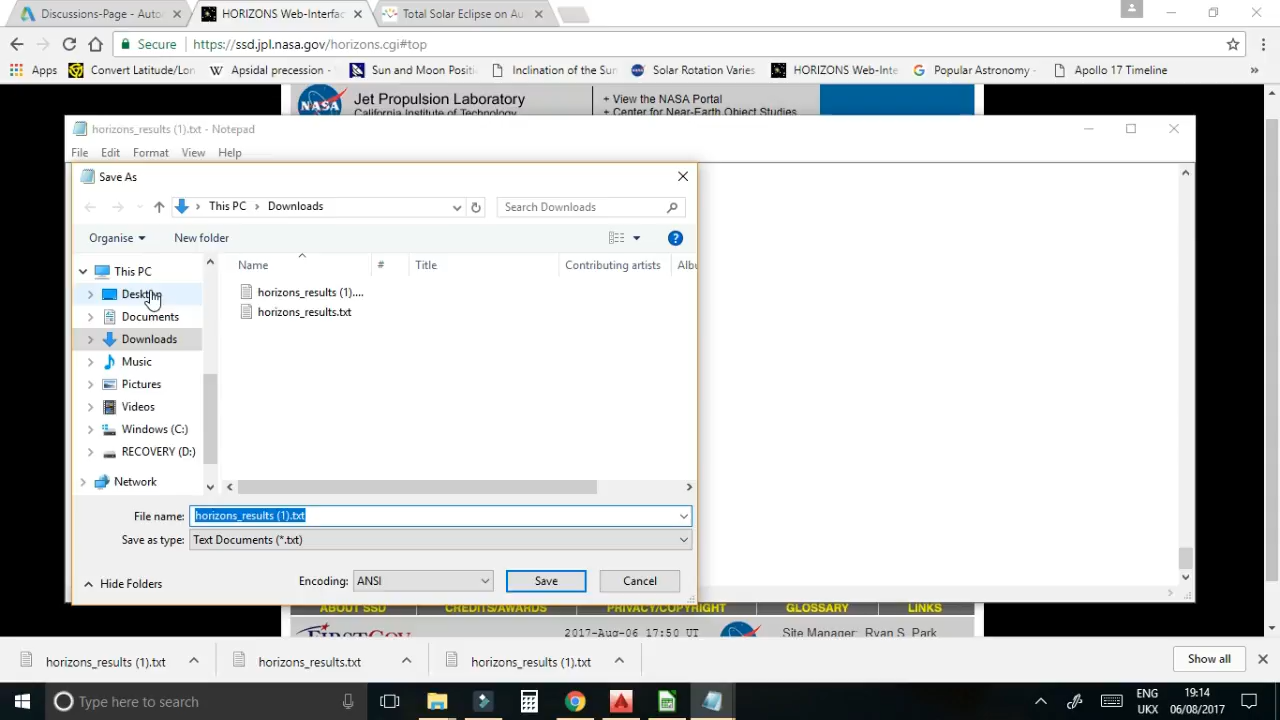 Discussions-Page - Auto
HORIZONS Web-Interfac
Total Solar Eclipse on Au
Secure
https://ssd.jpl.nasa.gov/horizons.cgi#top
Apps
Convert Latitude/Lon
Apsidal precession -
Sun and Moon Positi
Inclination of the Sun
Solar Rotation Varies
HORIZONS Web-Inte
Popular Astronomy -
Apollo 17 Timeline
NASA
Jet Propulsion Laboratory
California Institute of Technology
+ View the NASA Portal
+ Center for Near-Earth Object Studies
horizons_results (1).txt - Notepad
File Edit Format View Help
Save As
This PC > Downloads
Search Downloads
Organise
New folder
Name
#
Title
Contributing artists
Albu
This PC
Desktop
Documents
Downloads
Music
Pictures
Videos
Windows (C:)
RECOVERY (D:)
Network
horizons_results (1)....
horizons_results.txt
File name: horizons_results (1).txt
Save as type: Text Documents (*.txt)
Hide Folders
Encoding: ANSI
Save
Cancel
ABOUT SSD
CREDITS/AWARDS
PRIVACY/COPYRIGHT
GLOSSARY
LINKS
FIRSTGOV
2017-Aug-06 17:50 UT
Site Manager: Ryan S. Park
horizons_results (1).txt
horizons_results.txt
horizons_results (1).txt
Show all
Type here to search
ENG
UKX
19:14
06/08/2017